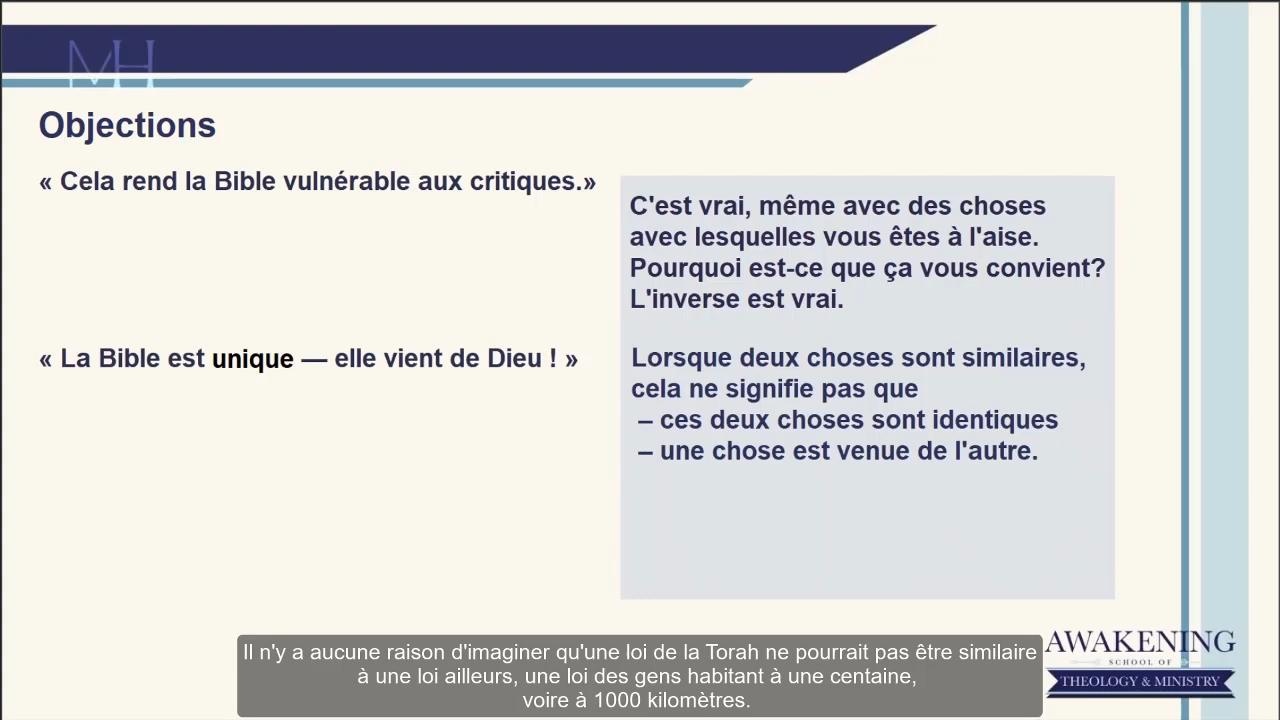 MH
Objections
« Cela rend la Bible vulnérable aux critiques.»
C'est vrai, même avec des choses
avec lesquelles vous êtes à l'aise.
Pourquoi est-ce que ça vous convient?
L'inverse est vrai.
« La Bible est unique — elle vient de Dieu ! »
Lorsque deux choses sont similaires,
cela ne signifie pas que
– ces deux choses sont identiques
– une chose est venue de l'autre.
Il n'y a aucune raison d'imaginer qu'une loi de la Torah ne pourrait pas être similaire
à une loi ailleurs, une loi des gens habitant à une centaine,
voire à 1000 kilomètres.
AWAKENING
SCHOOL OF
THEOLOGY & MINISTRY